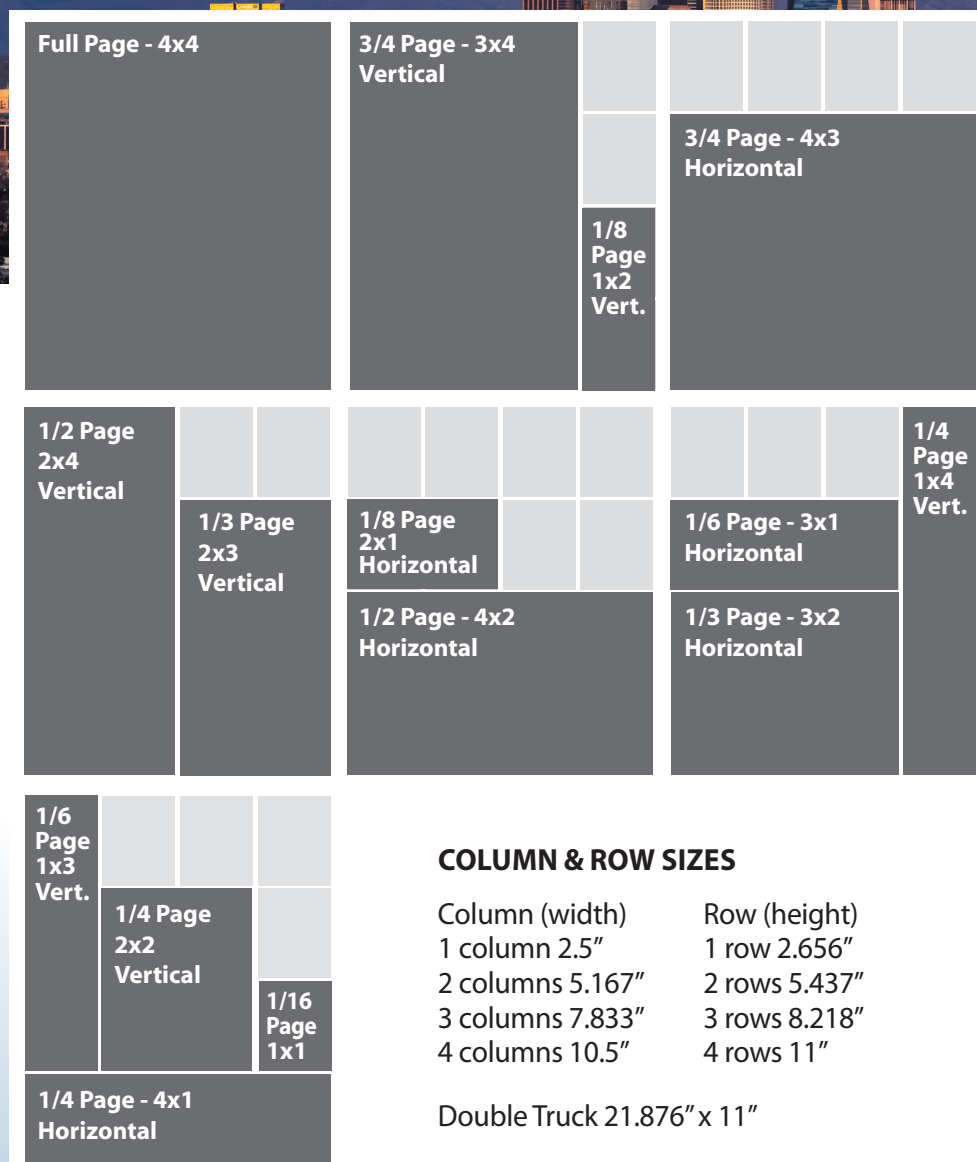 Full Page - 4x4
3/4 Page - 3x4
Vertical
1/8
Page
1x2
Vert.
3/4 Page - 4x3
Horizontal
1/2 Page
2x4
Vertical
1/3 Page
2x3
Vertical
1/8 Page
2x1
Horizontal
1/2 Page - 4x2
Horizontal
1/6 Page - 3x1
Horizontal
1/3 Page - 3x2
Horizontal
1/4
Page
1x4
Vert.
1/6
Page
1x3
Vert.
1/4 Page
2x2
Vertical
1/16
Page
1x1
1/4 Page - 4x1
Horizontal
COLUMN & ROW SIZES
Column (width) Row (height)
1 column 2.5” 1 row 2.656”
2 columns 5.167” 2 rows 5.437”
3 columns 7.833” 3 rows 8.218”
4 columns 10.5” 4 rows 11”
Double Truck 21.876” x 11”